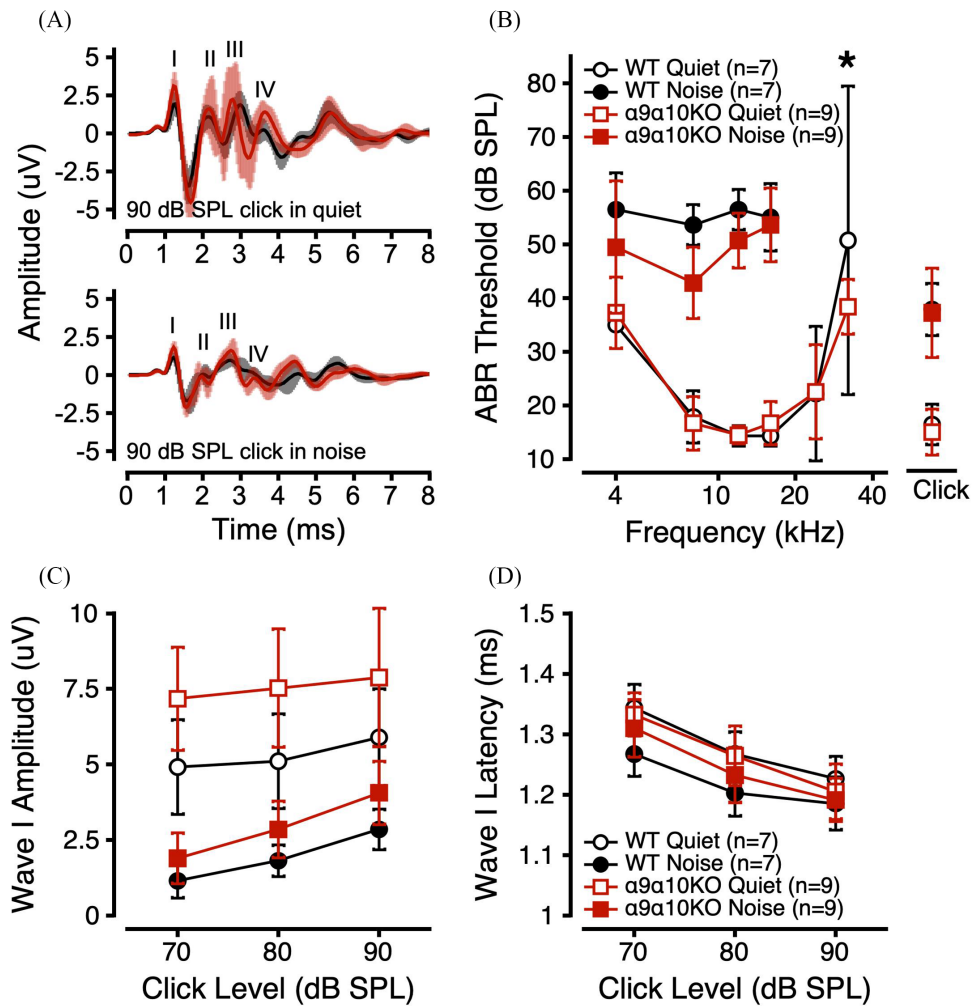 (A)
Amplitude (uV)
5
2.5
0
-2.5
-5
I
II
III
IV
90 dB SPL click in quiet
0 1 2 3 4 5 6 7 8
5
2.5
0
-2.5
-5
I
II
III
IV
90 dB SPL click in noise
0 1 2 3 4 5 6 7 8
Time (ms)
(B)
ABR Threshold (dB SPL)
80
70
60
50
40
30
20
10
WT Quiet (n=7)
WT Noise (n=7)
α9α10KO Quiet (n=9)
α9α10KO Noise (n=9)
*
4 10 20 40
Click
Frequency (kHz)
(C)
Wave I Amplitude (uV)
10
7.5
5
2.5
0
70 80 90
Click Level (dB SPL)
(D)
Wave I Latency (ms)
1.5
1.4
1.3
1.2
1.1
1
WT Quiet (n=7)
WT Noise (n=7)
α9α10KO Quiet (n=9)
α9α10KO Noise (n=9)
70 80 90
Click Level (dB SPL)